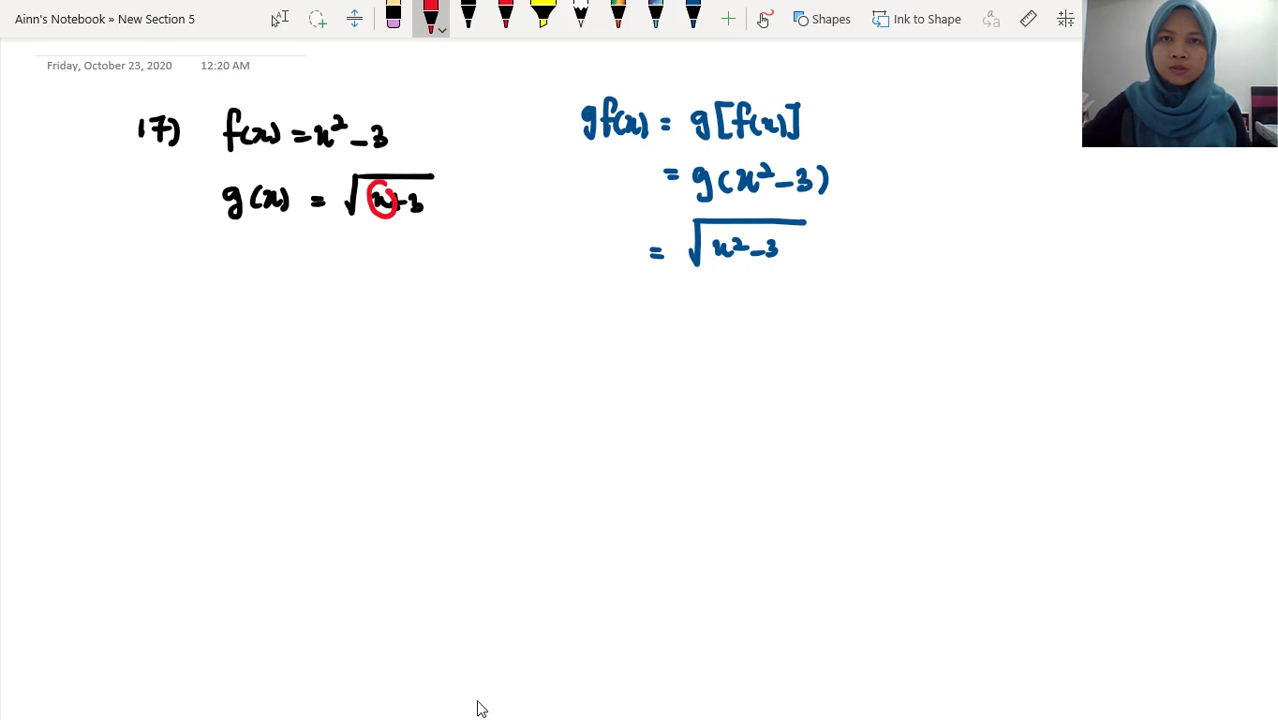 Ainn's Notebook » New Section 5
Shapes
Ink to Shape
Friday, October 23, 2020 12:20 AM
17) f(x) = x² - 3
g(x) = √(x+3)
gf(x) = g[f(x)]
= g(x² - 3)
= √(x² - 3)